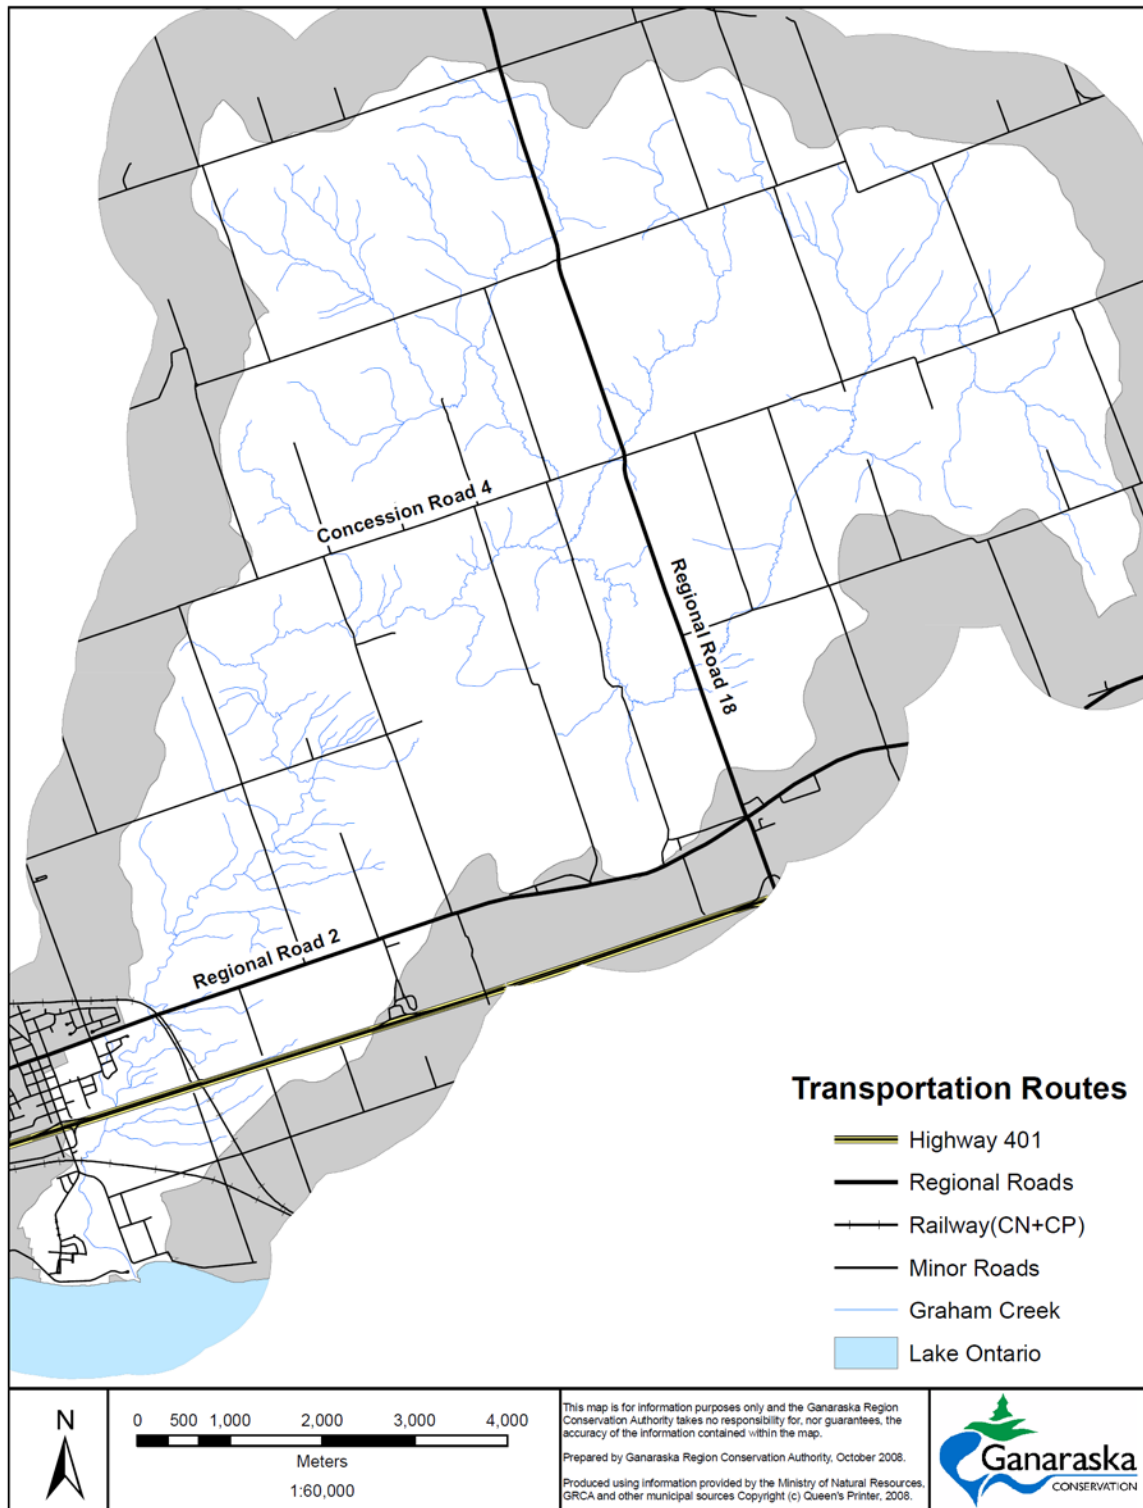 Concession Road 4
Regional Road 18
Regional Road 2
Transportation Routes
Highway 401
Regional Roads
Railway(CN+CP)
Minor Roads
Graham Creek
Lake Ontario
N
0 500 1,000 2,000 3,000 4,000
Meters
1:60,000
This map is for information purposes only and the Ganaraska Region
Conservation Authority takes no responsibility for, nor guarantees, the
accuracy of the information contained within the map.
Prepared by Ganaraska Region Conservation Authority, October 2008.
Produced using information provided by the Ministry of Natural Resources,
GRCA and other municipal sources Copyright (c) Queen's Printer, 2008.
Ganaraska
CONSERVATION